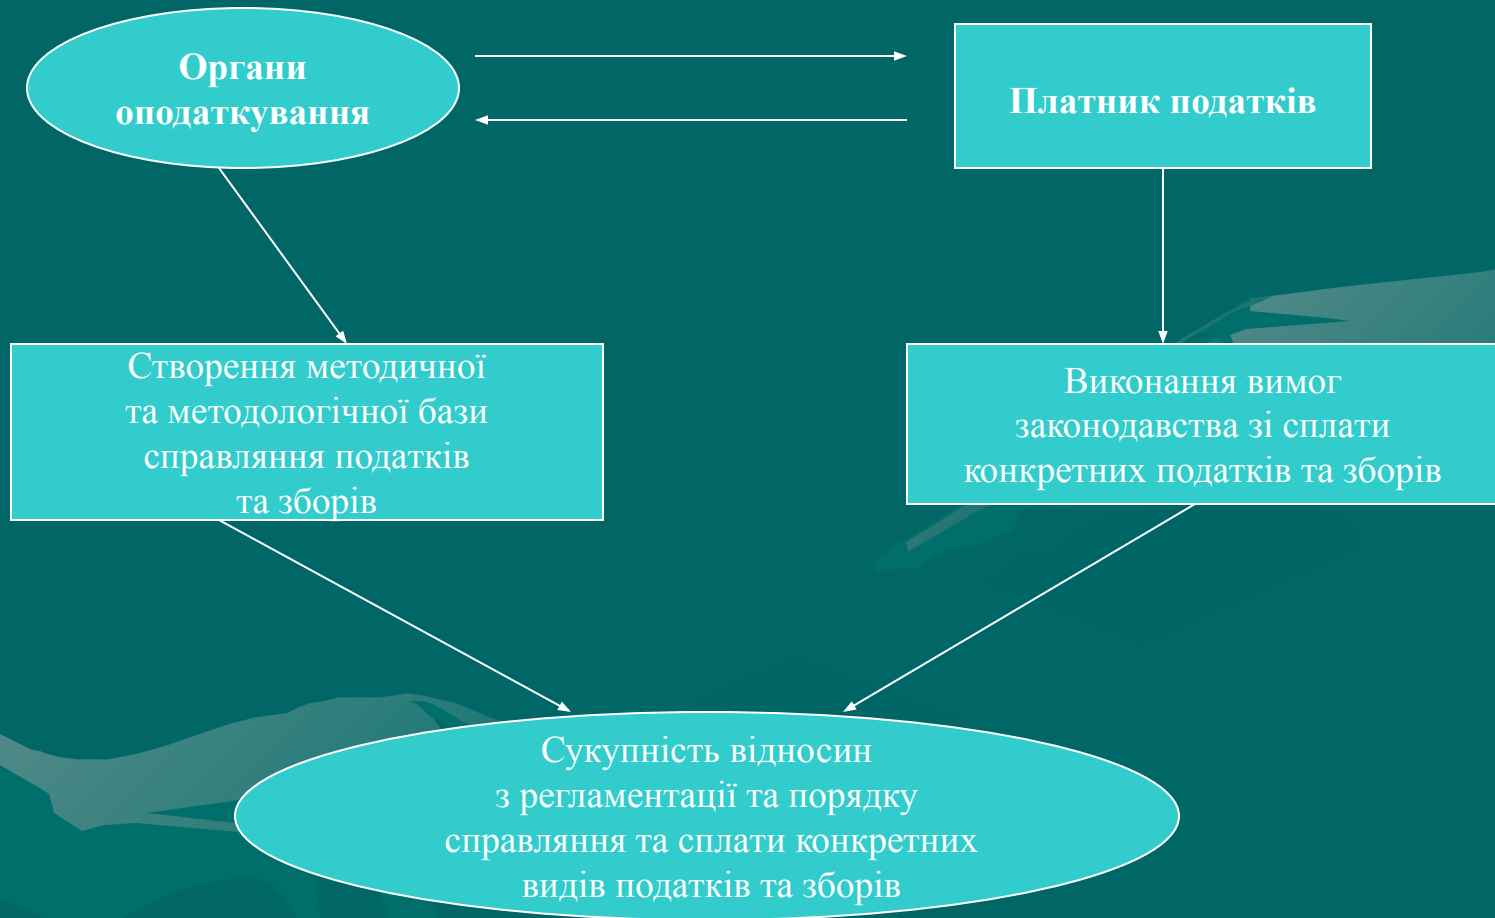 Органи
оподаткування
Платник податків
Створення методичної
та методологічної бази
справляння податків
та зборів
Виконання вимог
законодавства зі сплати
конкретних податків та зборів
Сукупність відносин
з регламентації та порядку
справляння та сплати конкретних
видів податків та зборів